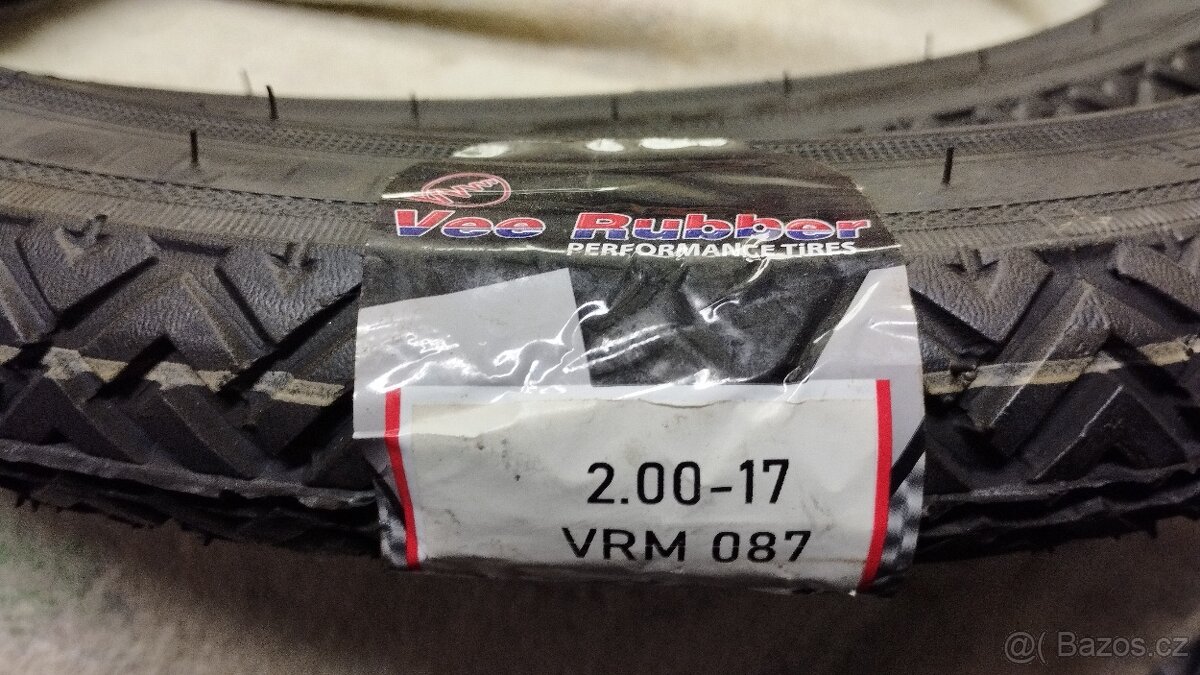 Vee Rubber
PERFORMANCE TIRES
2.00-17
VRM 087
@( Bazos.cz